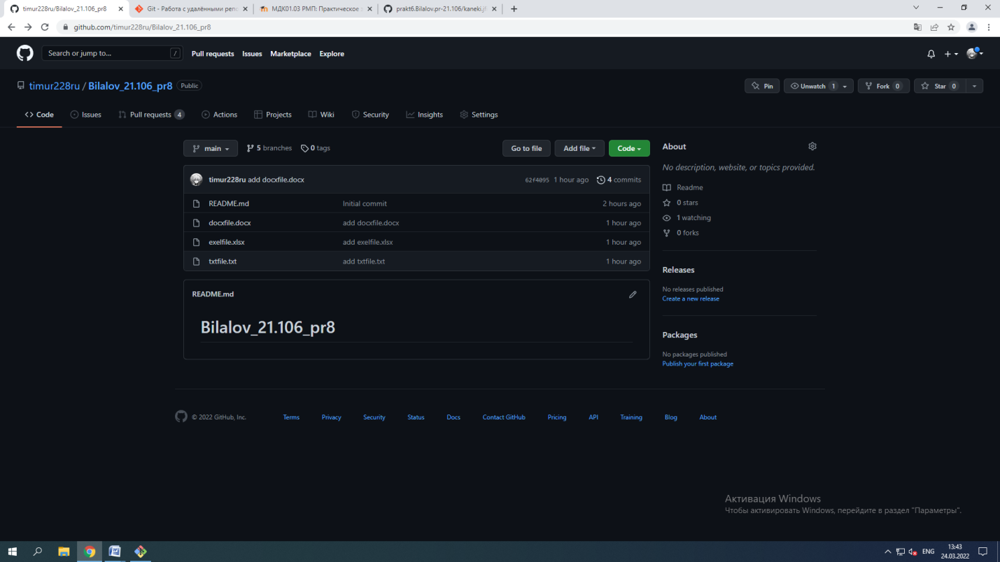 timur228ru/Bilalov_21.106_pr8
Git - Работа с удалёнными репо
МДК01.03 РМП: Практическое з
prakt6.Bilalov.pr-21.106/kaneki.jf
github.com/timur228ru/Bilalov_21.106_pr8
Search or jump to... /
Pull requests Issues Marketplace Explore
timur228ru / Bilalov_21.106_pr8 Public
Pin Unwatch 1 Fork 0 Star 0
Code Issues Pull requests 4 Actions Projects Wiki Security Insights Settings
main 5 branches 0 tags Go to file Add file Code
timur228ru add docxfile.docx 62f4095 1 hour ago 4 commits
README.md Initial commit 2 hours ago
docxfile.docx add docxfile.docx 1 hour ago
exelfile.xlsx add exelfile.xlsx 1 hour ago
txtfile.txt add txtfile.txt 1 hour ago
README.md
Bilalov_21.106_pr8
About
No description, website, or topics provided.
Readme
0 stars
1 watching
0 forks
Releases
No releases published
Create a new release
Packages
No packages published
Publish your first package
© 2022 GitHub, Inc. Terms Privacy Security Status Docs Contact GitHub Pricing API Training Blog About
Активация Windows
Чтобы активировать Windows, перейдите в раздел "Параметры".
ENG
13:43
24.03.2022